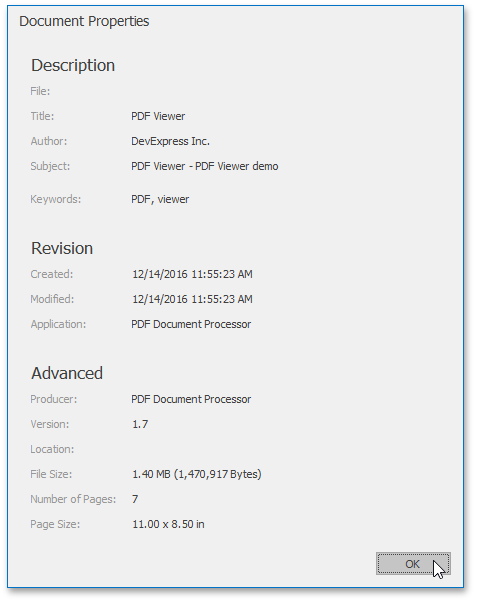 Document Properties
Description
File:
Title: PDF Viewer
Author: DevExpress Inc.
Subject: PDF Viewer - PDF Viewer demo
Keywords: PDF, viewer
Revision
Created: 12/14/2016 11:55:23 AM
Modified: 12/14/2016 11:55:23 AM
Application: PDF Document Processor
Advanced
Producer: PDF Document Processor
Version: 1.7
Location:
File Size: 1.40 MB (1,470,917 Bytes)
Number of Pages: 7
Page Size: 11.00 x 8.50 in
OK